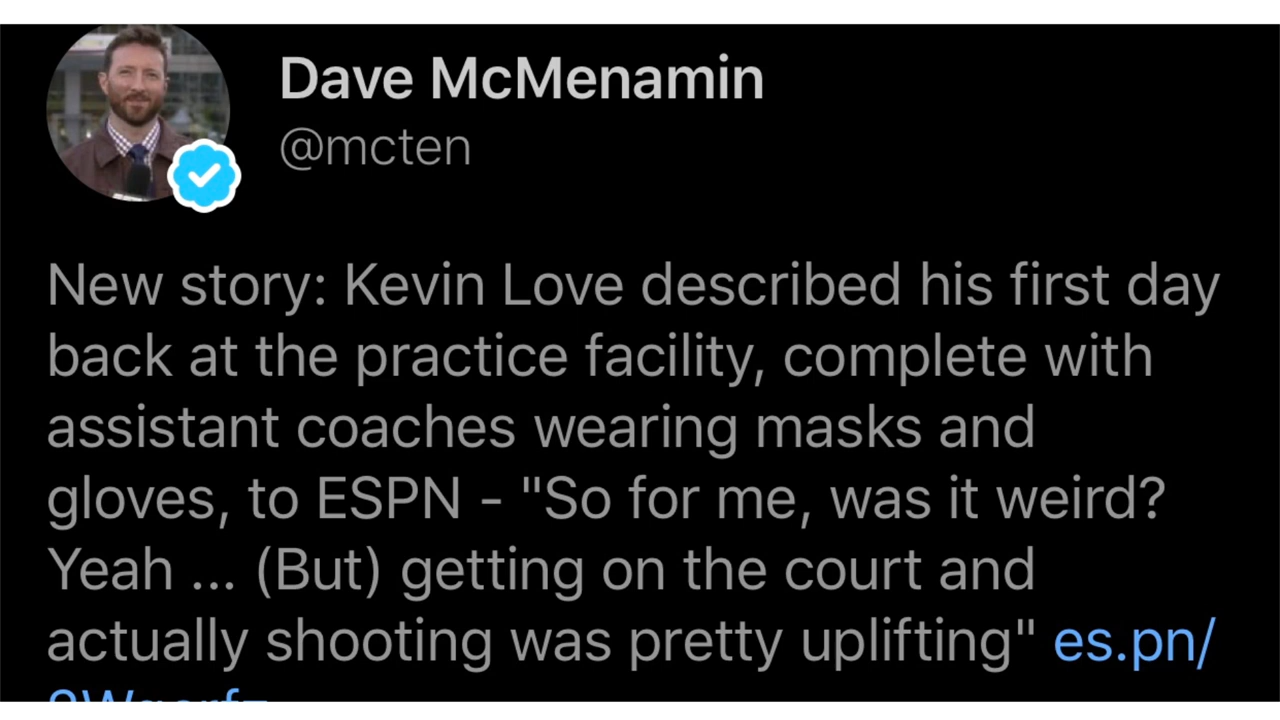 Dave McMenamin
@mcten
New story: Kevin Love described his first day
back at the practice facility, complete with
assistant coaches wearing masks and
gloves, to ESPN - "So for me, was it weird?
Yeah ... (But) getting on the court and
actually shooting was pretty uplifting" es.pn/